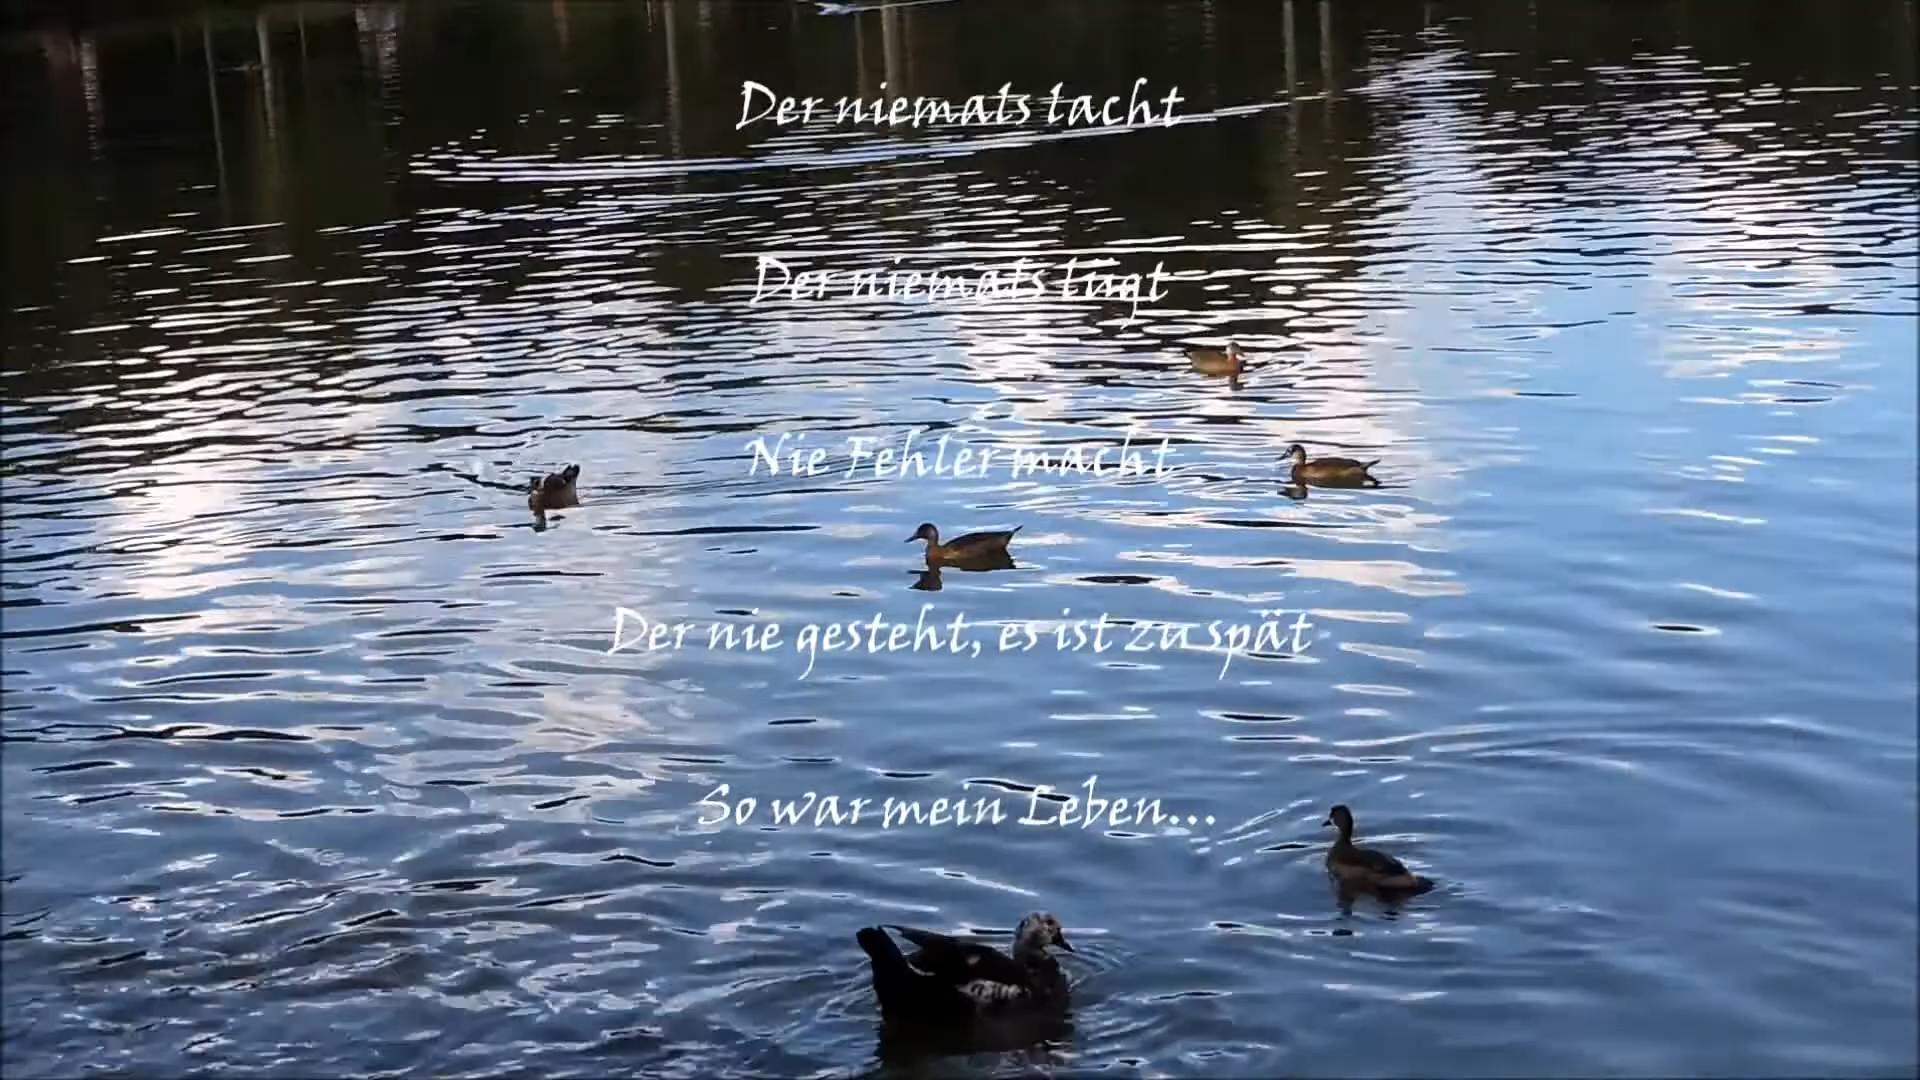 Der niemals lacht
Der niemals lügt
Nie Fehler macht
Der nie gesteht, es ist zu spät
So war mein Leben...